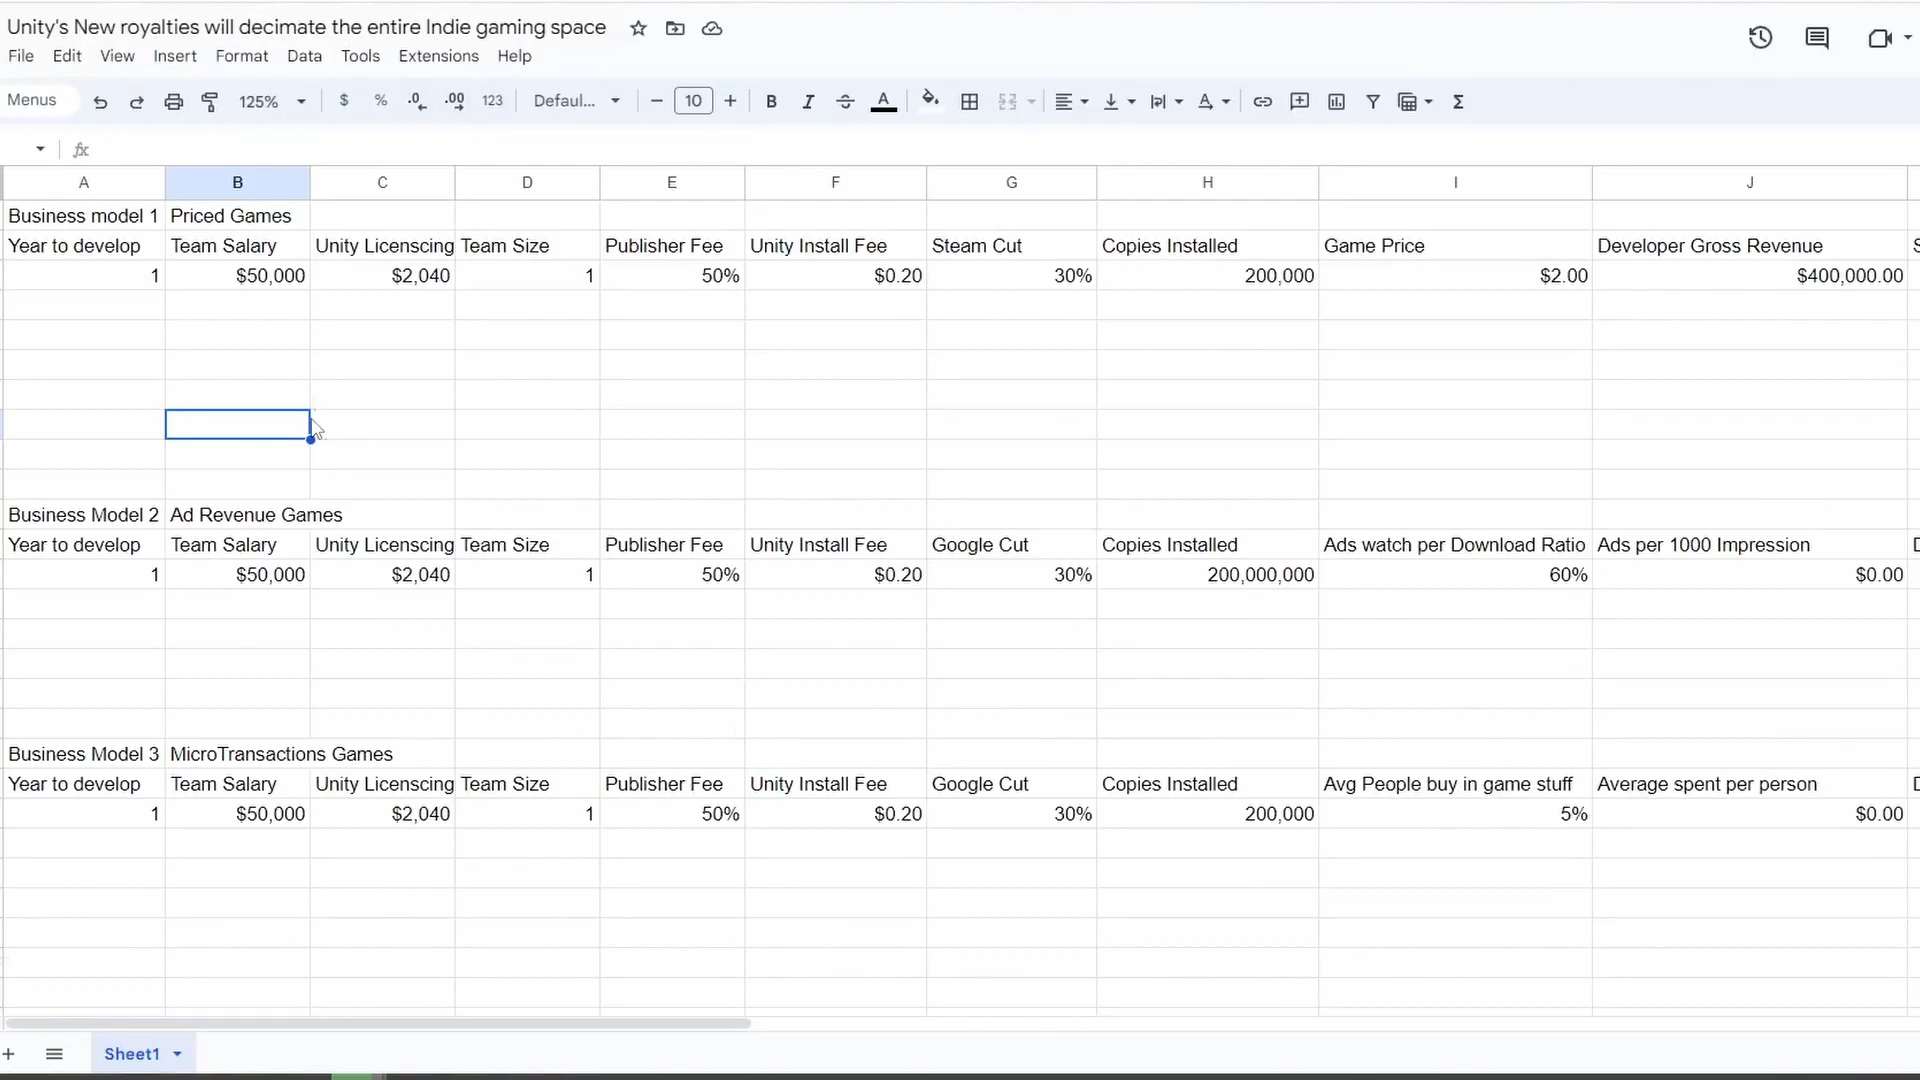 Unity's New royalties will decimate the entire Indie gaming space
File Edit View Insert Format Data Tools Extensions Help
Menus 125% $ % .0 .00 123 Defaul... − 10 + B I A Σ
fx
A B C D E F G H I J
Business model 1 Priced Games
Year to develop Team Salary Unity Licenscing Team Size Publisher Fee Unity Install Fee Steam Cut Copies Installed Game Price Developer Gross Revenue
1 $50,000 $2,040 1 50% $0.20 30% 200,000 $2.00 $400,000.00
Business Model 2 Ad Revenue Games
Year to develop Team Salary Unity Licenscing Team Size Publisher Fee Unity Install Fee Google Cut Copies Installed Ads watch per Download Ratio Ads per 1000 Impression
1 $50,000 $2,040 1 50% $0.20 30% 200,000,000 60% $0.00
Business Model 3 MicroTransactions Games
Year to develop Team Salary Unity Licenscing Team Size Publisher Fee Unity Install Fee Google Cut Copies Installed Avg People buy in game stuff Average spent per person
1 $50,000 $2,040 1 50% $0.20 30% 200,000 5% $0.00
+ Sheet1